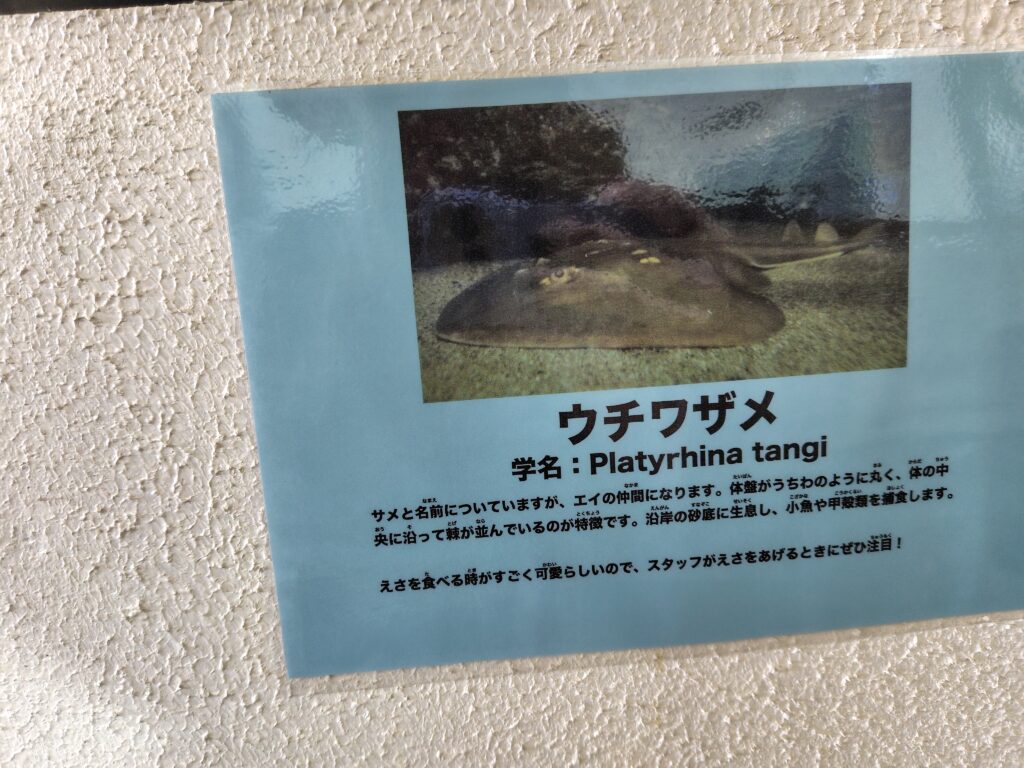 ウチワザメ
学名：Platyrhina tangi
サメと名前についていますが、エイの仲間になります。体盤がうちわのように丸く、体の中
央に沿って棘が並んでいるのが特徴です。沿岸の砂底に生息し、小魚や甲殻類を捕食します。
えさを食べる時がすごく可愛らしいので、スタッフがえさをあげるときにぜひ注目！